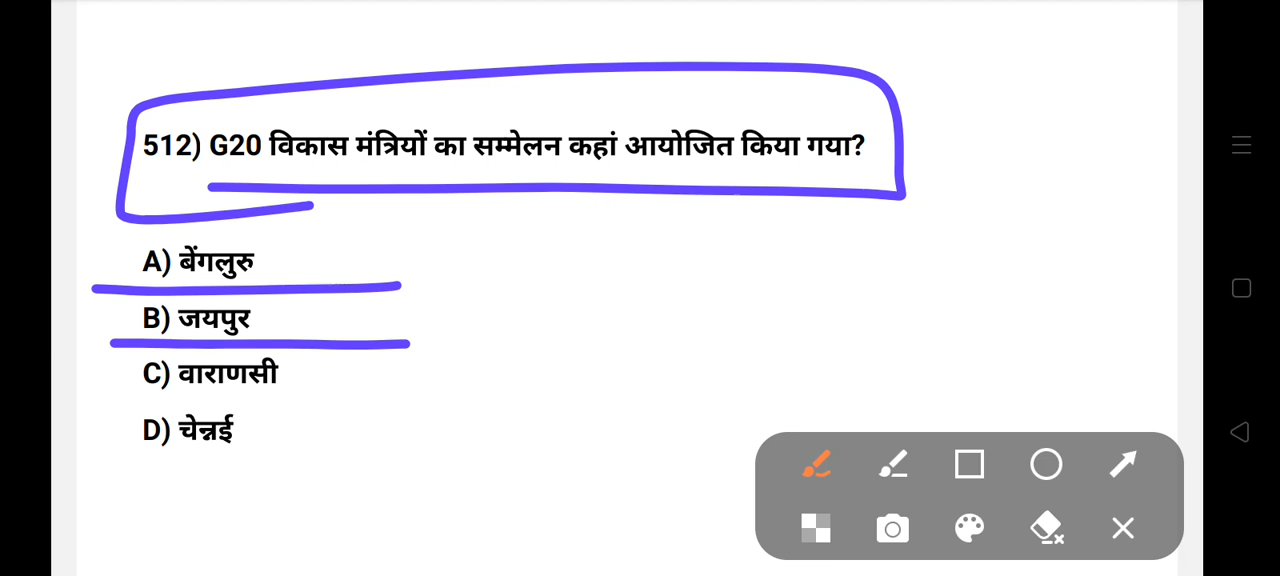 512) G20 विकास मंत्रियों का सम्मेलन कहां आयोजित किया गया?
A) बेंगलुरु
B) जयपुर
C) वाराणसी
D) चेन्नई